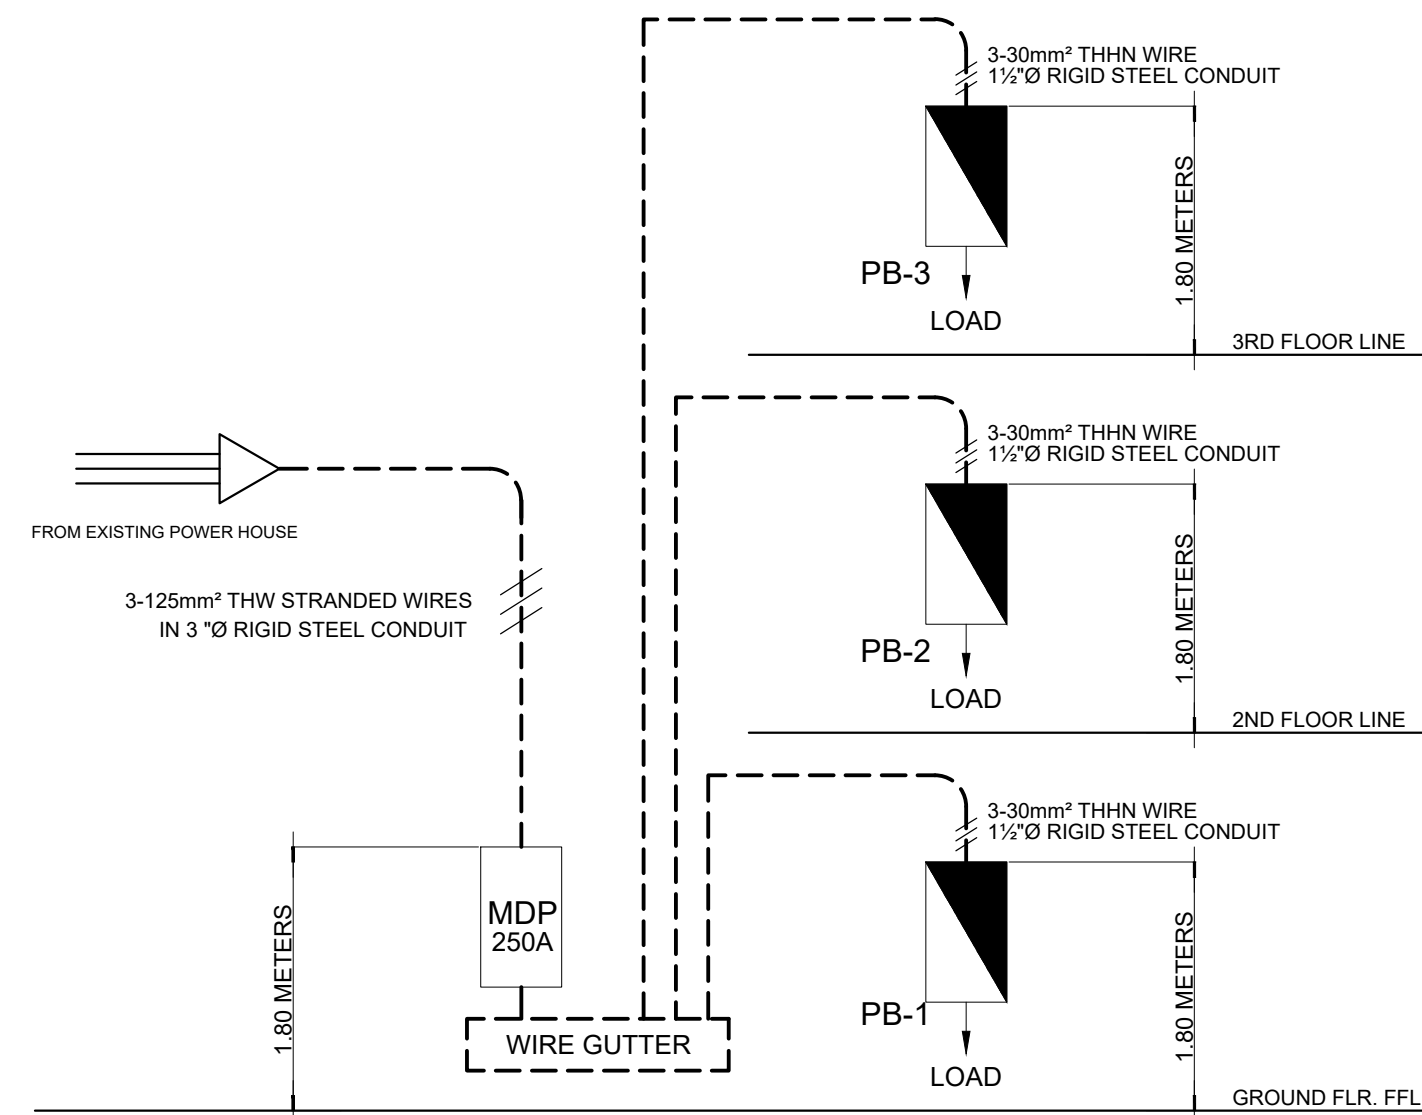 3-30mm² THHN WIRE
1½"Ø RIGID STEEL CONDUIT
1.80 METERS
PB-3
LOAD
3RD FLOOR LINE
3-30mm² THHN WIRE
1½"Ø RIGID STEEL CONDUIT
1.80 METERS
PB-2
LOAD
2ND FLOOR LINE
FROM EXISTING POWER HOUSE
3-125mm² THW STRANDED WIRES
IN 3 "Ø RIGID STEEL CONDUIT
3-30mm² THHN WIRE
1½"Ø RIGID STEEL CONDUIT
MDP
250A
1.80 METERS
1.80 METERS
PB-1
WIRE GUTTER
LOAD
GROUND FLR. FFL